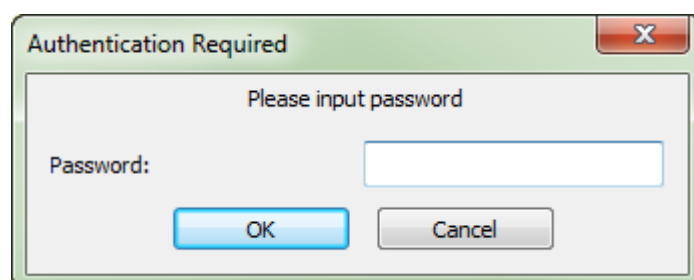 Authentication Required
Please input password
Password:
OK
Cancel